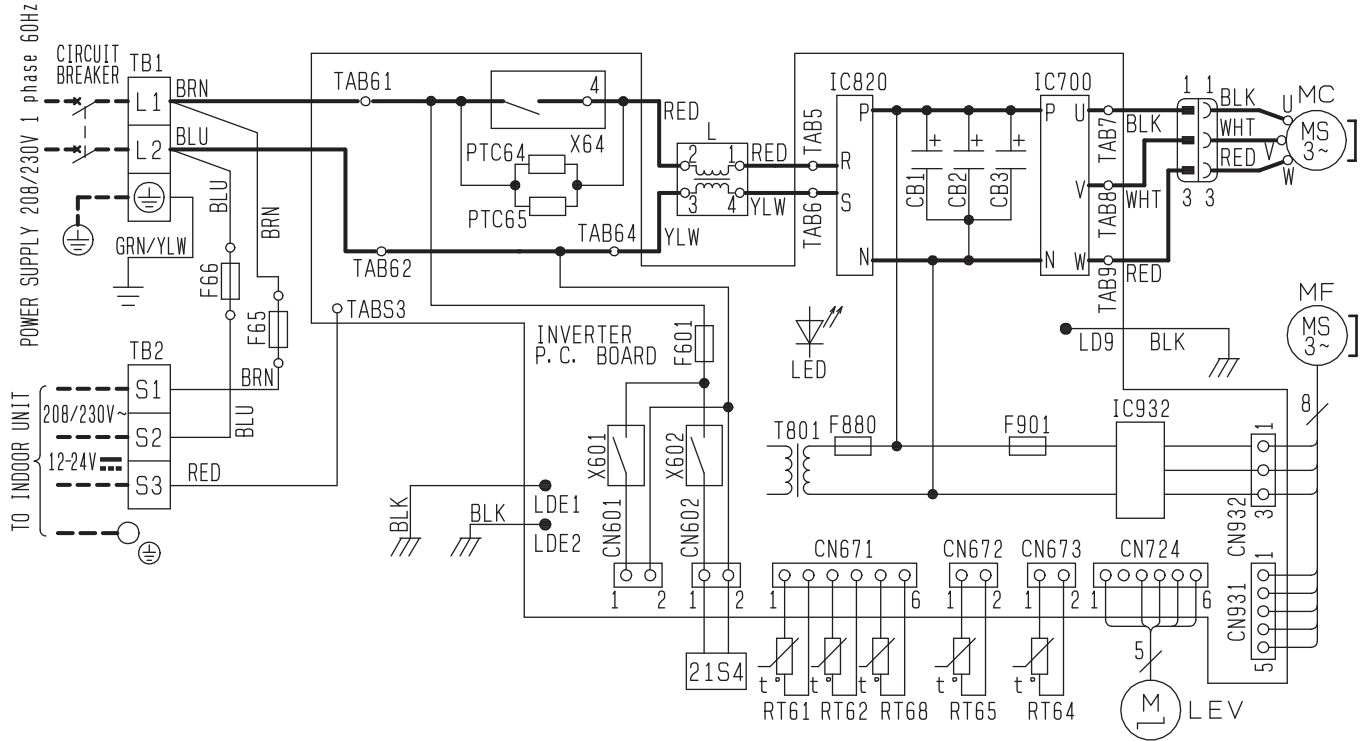 POWER SUPPLY 208/230V 1 phase 60Hz
CIRCUIT
BREAKER
TB1
L1
L2
BRN
BLU
BLU
BRN
GRN/YLW
F66
F65
TB2
S1
S2
S3
BRN
BLU
RED
208/230V~
12-24V
TO INDOOR UNIT
TAB61
TAB62
TABS3
4
X64
PTC64
PTC65
TAB64
RED
YLW
L
2 1
3 4
RED
YLW
TAB5
TAB6
IC820
P
R
S
N
CB1
CB2
CB3
+
+
+
IC700
P
N
U
V
W
TAB7
TAB8
TAB9
BLK
WHT
RED
1 1
3 3
BLK
WHT
RED
U
V
W
MC
MS
3~
MF
MS
3~
8
LED
LD9
BLK
INVERTER
P.C. BOARD
F601
X601
X602
CN601
CN602
1 2
1 2
21S4
BLK
BLK
LDE1
LDE2
T801
F880
F901
IC932
CN932
1
3
CN931
1
5
CN671
1 6
CN672
1 2
CN673
1 2
CN724
1 6
t°
t°
t°
t°
t°
RT61
RT62
RT68
RT65
RT64
5
M
LEV